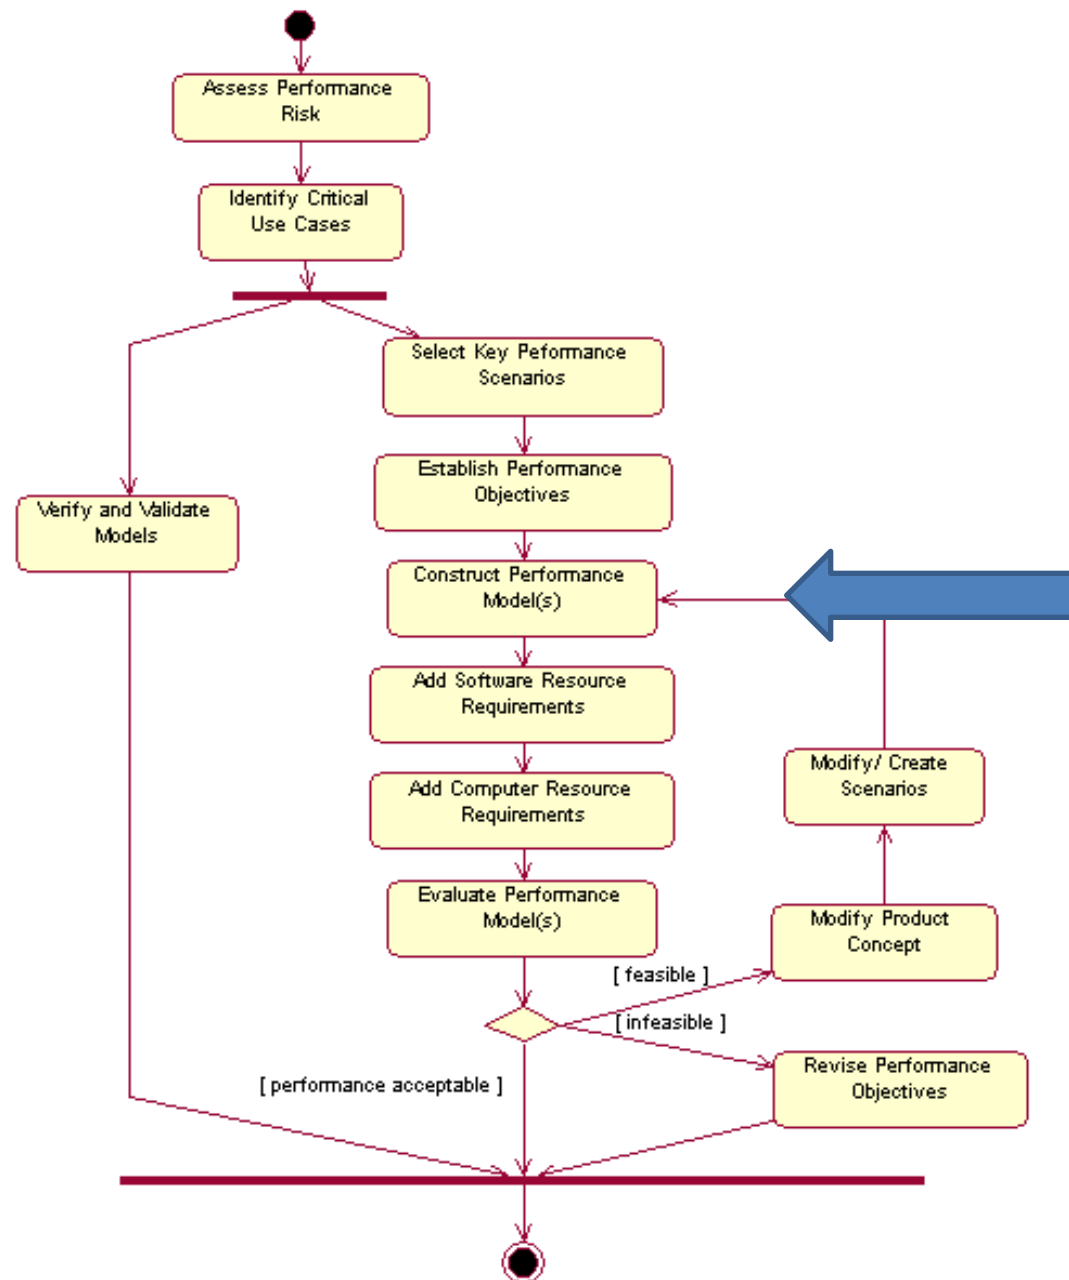 Assess Performance
Risk
Identify Critical
Use Cases
Select Key Peformance
Scenarios
Establish Performance
Objectives
Verify and Validate
Models
Construct Performance
Model(s)
Add Software Resource
Requirements
Modify/ Create
Scenarios
Add Computer Resource
Requirements
Evaluate Performance
Model(s)
Modify Product
Concept
[ feasible ]
[ infeasible ]
Revise Performance
Objectives
[ performance acceptable ]